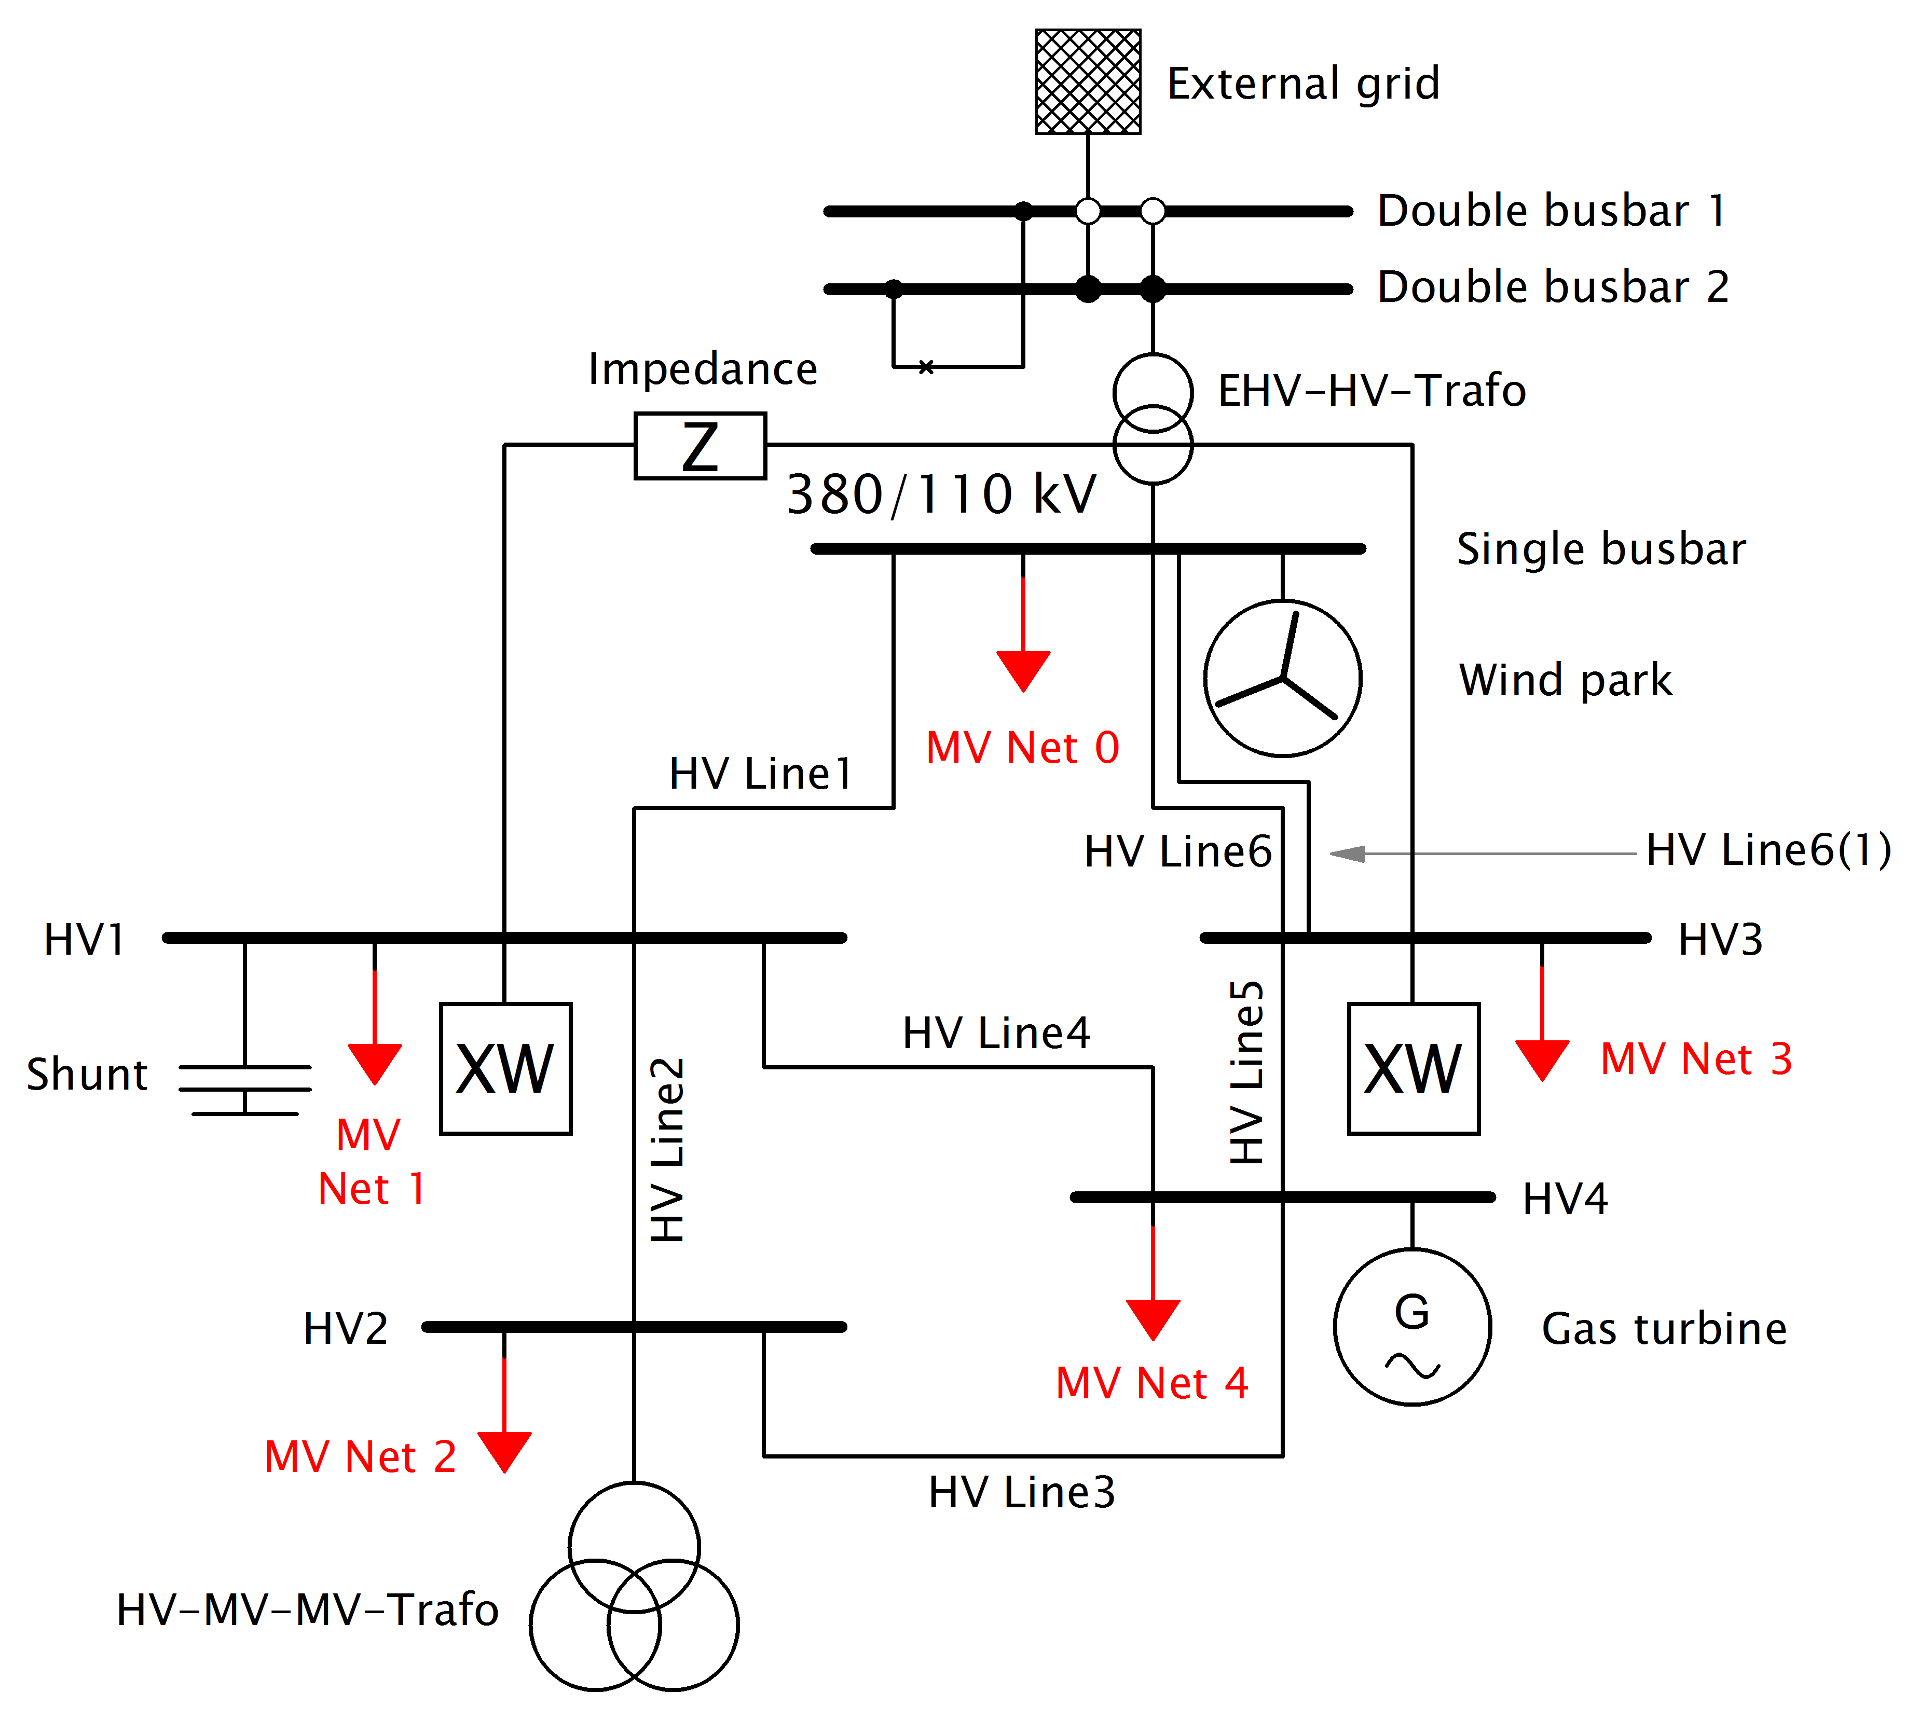 External grid
Double busbar 1
Double busbar 2
Impedance
EHV-HV-Trafo
Z
380/110 kV
Single busbar
Wind park
MV Net 0
HV Line1
HV Line6
HV Line6(1)
HV1
HV3
HV Line5
HV Line4
Shunt
XW
XW
MV Net 3
MV
Net 1
HV Line2
HV4
HV2
G
Gas turbine
MV Net 4
MV Net 2
HV Line3
HV-MV-MV-Trafo